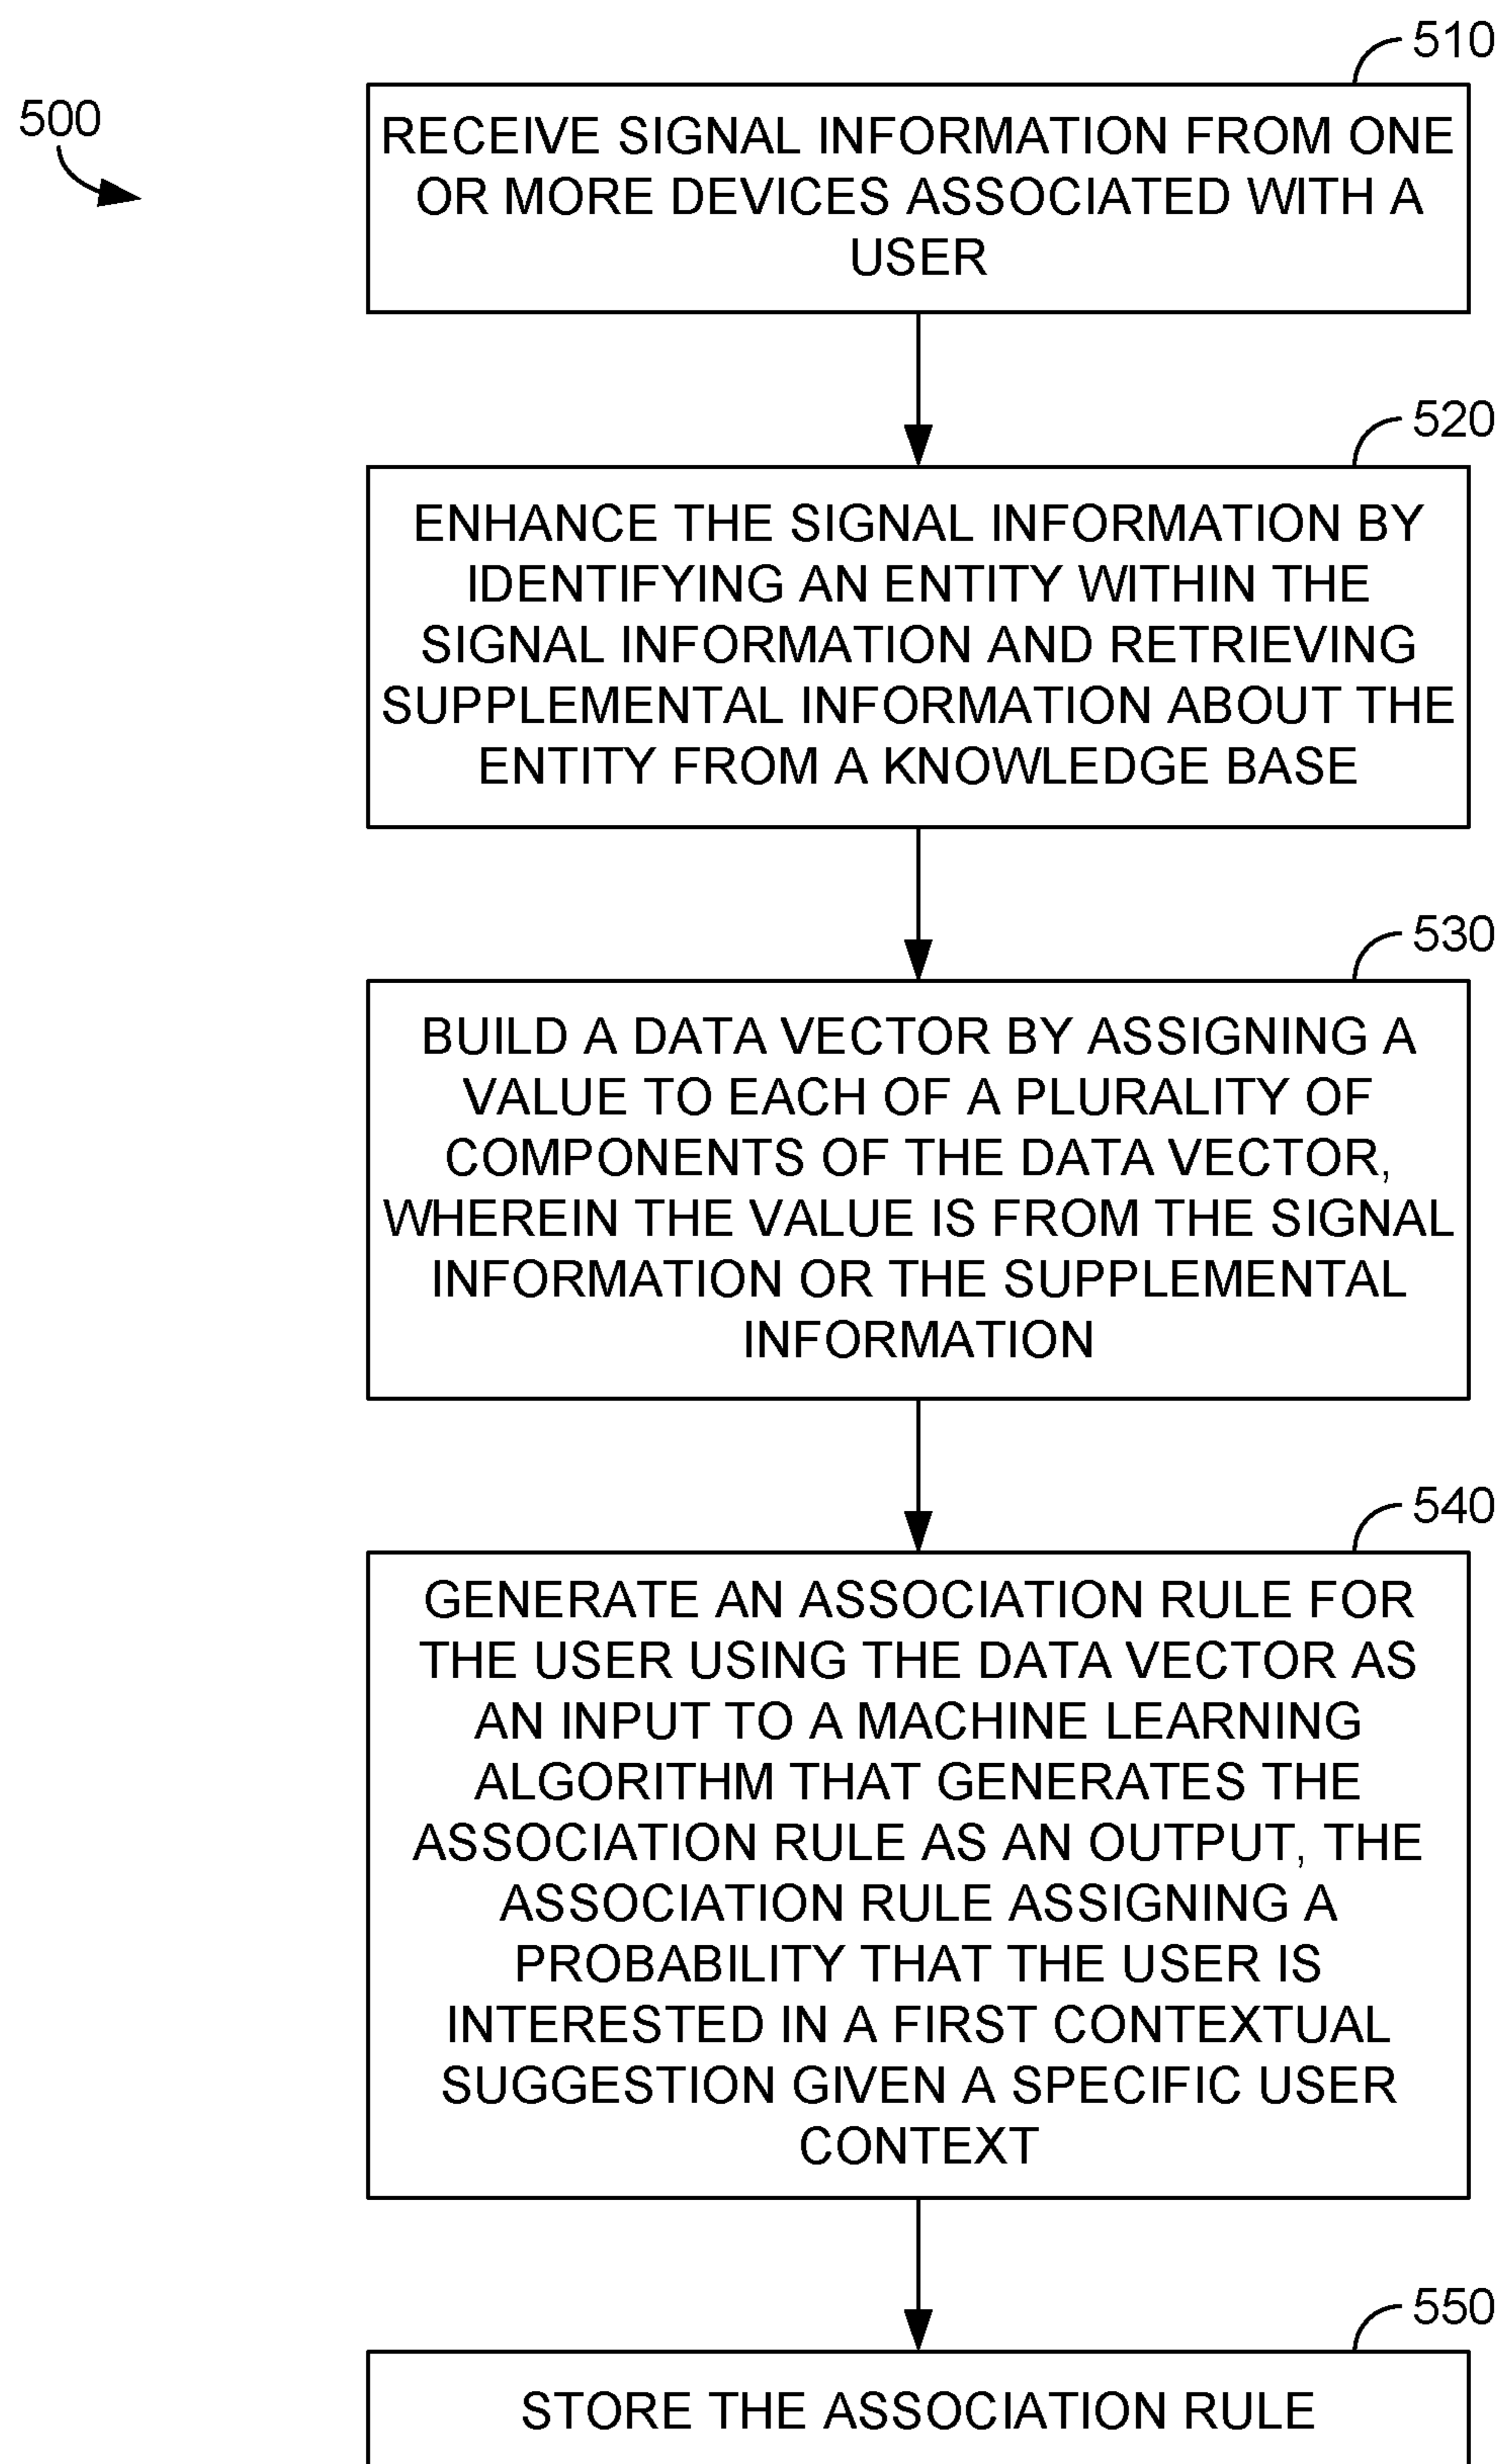 500
510
RECEIVE SIGNAL INFORMATION FROM ONE
OR MORE DEVICES ASSOCIATED WITH A
USER
520
ENHANCE THE SIGNAL INFORMATION BY
IDENTIFYING AN ENTITY WITHIN THE
SIGNAL INFORMATION AND RETRIEVING
SUPPLEMENTAL INFORMATION ABOUT THE
ENTITY FROM A KNOWLEDGE BASE
530
BUILD A DATA VECTOR BY ASSIGNING A
VALUE TO EACH OF A PLURALITY OF
COMPONENTS OF THE DATA VECTOR,
WHEREIN THE VALUE IS FROM THE SIGNAL
INFORMATION OR THE SUPPLEMENTAL
INFORMATION
540
GENERATE AN ASSOCIATION RULE FOR
THE USER USING THE DATA VECTOR AS
AN INPUT TO A MACHINE LEARNING
ALGORITHM THAT GENERATES THE
ASSOCIATION RULE AS AN OUTPUT, THE
ASSOCIATION RULE ASSIGNING A
PROBABILITY THAT THE USER IS
INTERESTED IN A FIRST CONTEXTUAL
SUGGESTION GIVEN A SPECIFIC USER
CONTEXT
550
STORE THE ASSOCIATION RULE